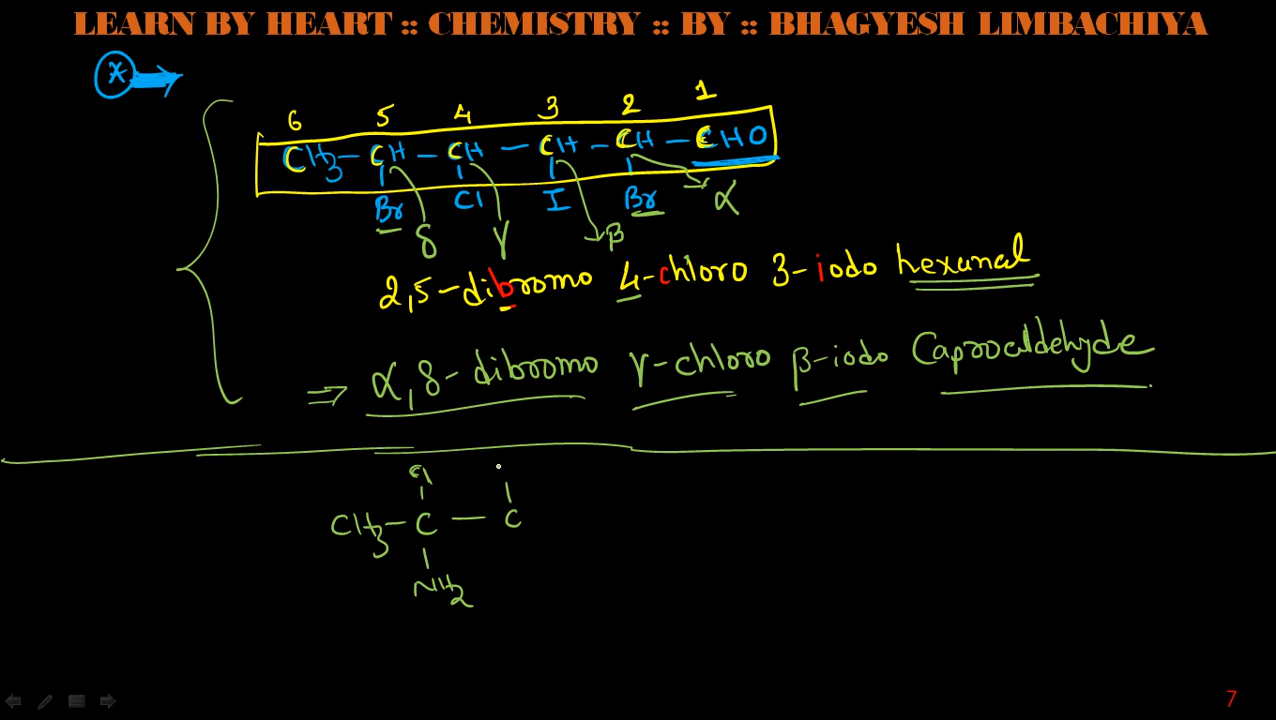 LEARN BY HEART :: CHEMISTRY :: BY :: BHAGYESH LIMBACHIYA
*
6 5 4 3 2 1
CH3 – CH – CH – CH – CH – CHO
Br Cl I Br α
δ γ β
2,5-dibromo 4-chloro 3-iodo hexanal
⇒ α,δ-dibromo γ-chloro β-iodo Caproaldehyde
Cl
CH3 – C – C
NH2
7